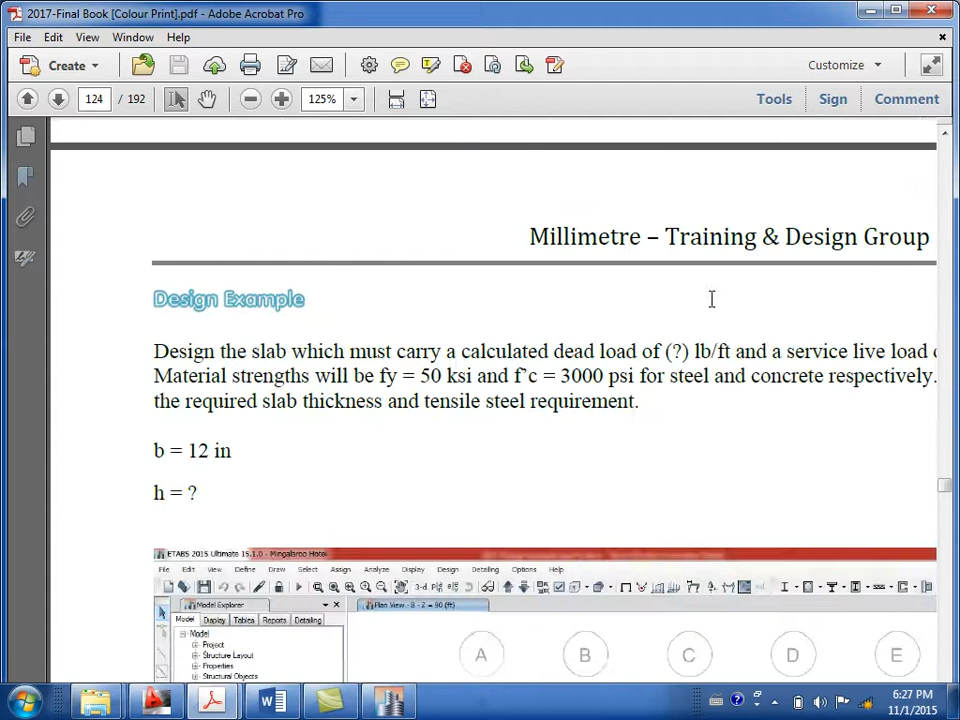 2017-Final Book [Colour Print].pdf - Adobe Acrobat Pro
File Edit View Window Help
Create Customize
124 / 192 125% Tools Sign Comment
Millimetre – Training & Design Group
Design Example
Design the slab which must carry a calculated dead load of (?) lb/ft and a service live load
Material strengths will be fy = 50 ksi and f'c = 3000 psi for steel and concrete respectively.
the required slab thickness and tensile steel requirement.
b = 12 in
h = ?
ETABS 2015 Ultimate 15.1.0 - Mingalaroo Hotel
File Edit View Define Draw Select Assign Analyze Display Design Detailing Options Help
3-d
Model Explorer
Plan View - B - Z = 90 (ft)
Model Display Tables Reports Detailing
Model
Project
Structure Layout
Properties
Structural Objects
A B C D E
6:27 PM
11/1/2015